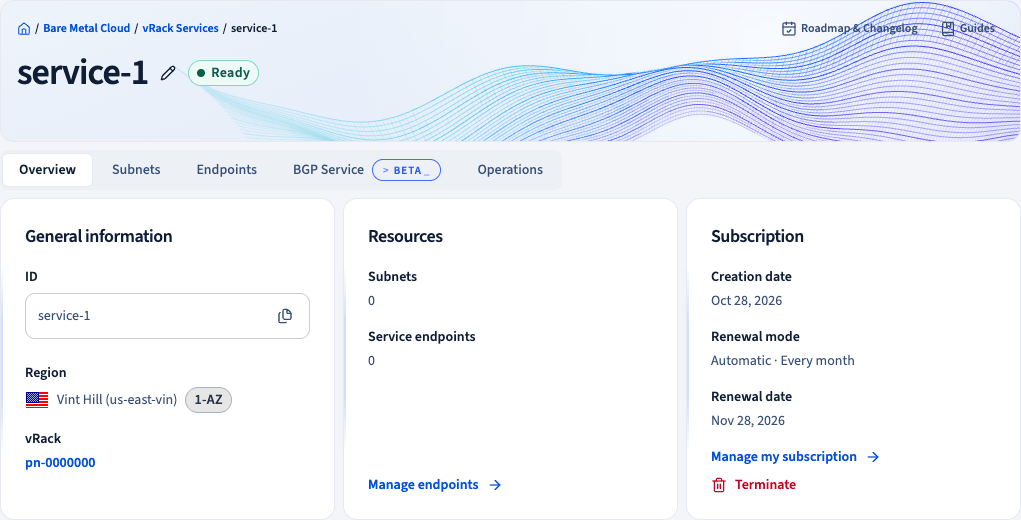 / Bare Metal Cloud / vRack Services / service-1
Roadmap & Changelog
Guides
service-1
Ready
Overview
Subnets
Endpoints
BGP Service
> BETA_
Operations
General information
ID
service-1
Region
Vint Hill (us-east-vin)
1-AZ
vRack
pn-0000000
Resources
Subnets
0
Service endpoints
0
Manage endpoints
Subscription
Creation date
Oct 28, 2026
Renewal mode
Automatic · Every month
Renewal date
Nov 28, 2026
Manage my subscription
Terminate